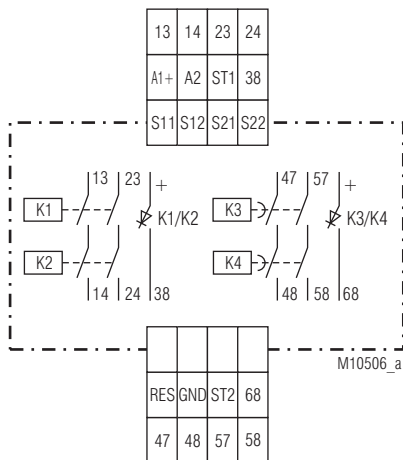 13 14 23 24
A1+ A2 ST1 38
S11 S12 S21 S22
13 23 + 47 57 +
K1 K1/K2 K3 K3/K4
K2 K4
14 24 38 48 58 68
M10506_a
RES GND ST2 68
47 48 57 58